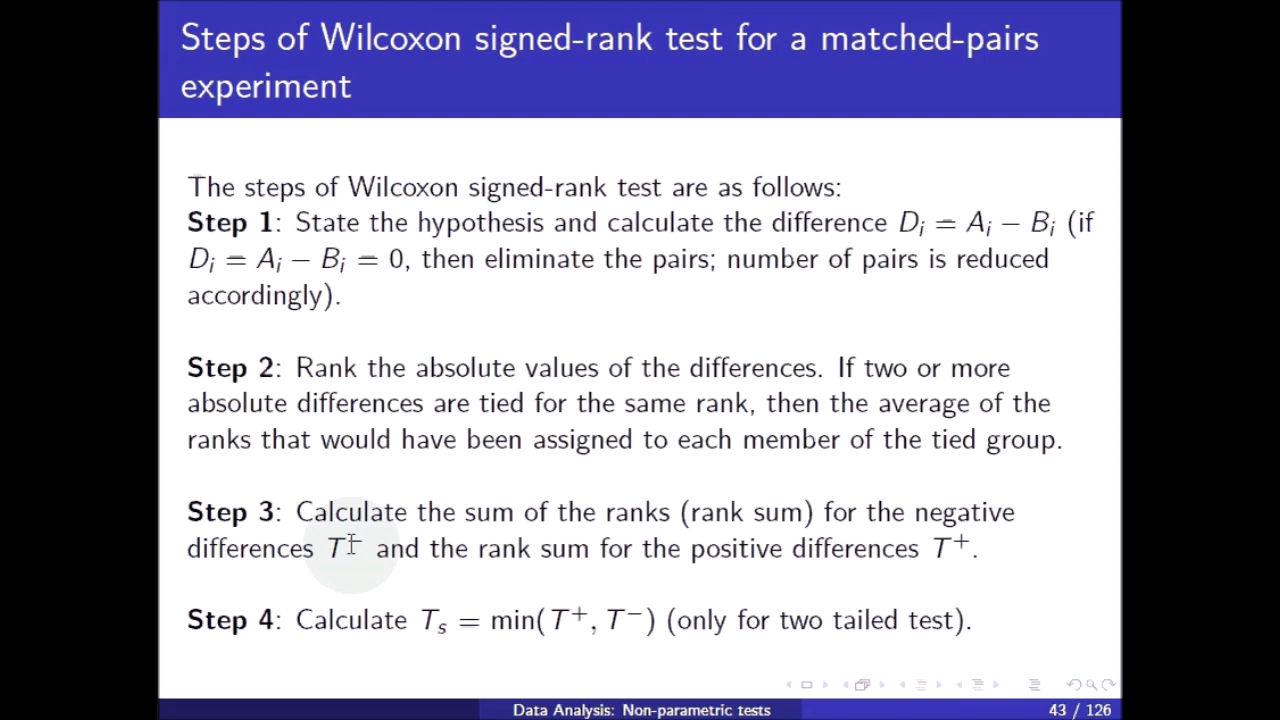 Steps of Wilcoxon signed-rank test for a matched-pairs
experiment
The steps of Wilcoxon signed-rank test are as follows:
Step 1: State the hypothesis and calculate the difference Dᵢ = Aᵢ − Bᵢ (if
Dᵢ = Aᵢ − Bᵢ = 0, then eliminate the pairs; number of pairs is reduced
accordingly).
Step 2: Rank the absolute values of the differences. If two or more
absolute differences are tied for the same rank, then the average of the
ranks that would have been assigned to each member of the tied group.
Step 3: Calculate the sum of the ranks (rank sum) for the negative
differences T⁻ and the rank sum for the positive differences T⁺.
Step 4: Calculate Tₛ = min(T⁺, T⁻) (only for two tailed test).
Data Analysis: Non-parametric tests
43 / 126